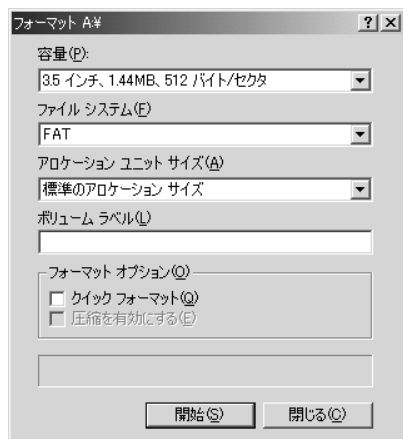 フォーマット A:¥
容量(P):
3.5 インチ、1.44MB、512 バイト/セクタ
ファイル システム(F)
FAT
アロケーション ユニット サイズ(A)
標準のアロケーション サイズ
ボリューム ラベル(L)
フォーマット オプション(O)
クイック フォーマット(Q)
圧縮を有効にする(E)
開始(S)
閉じる(C)